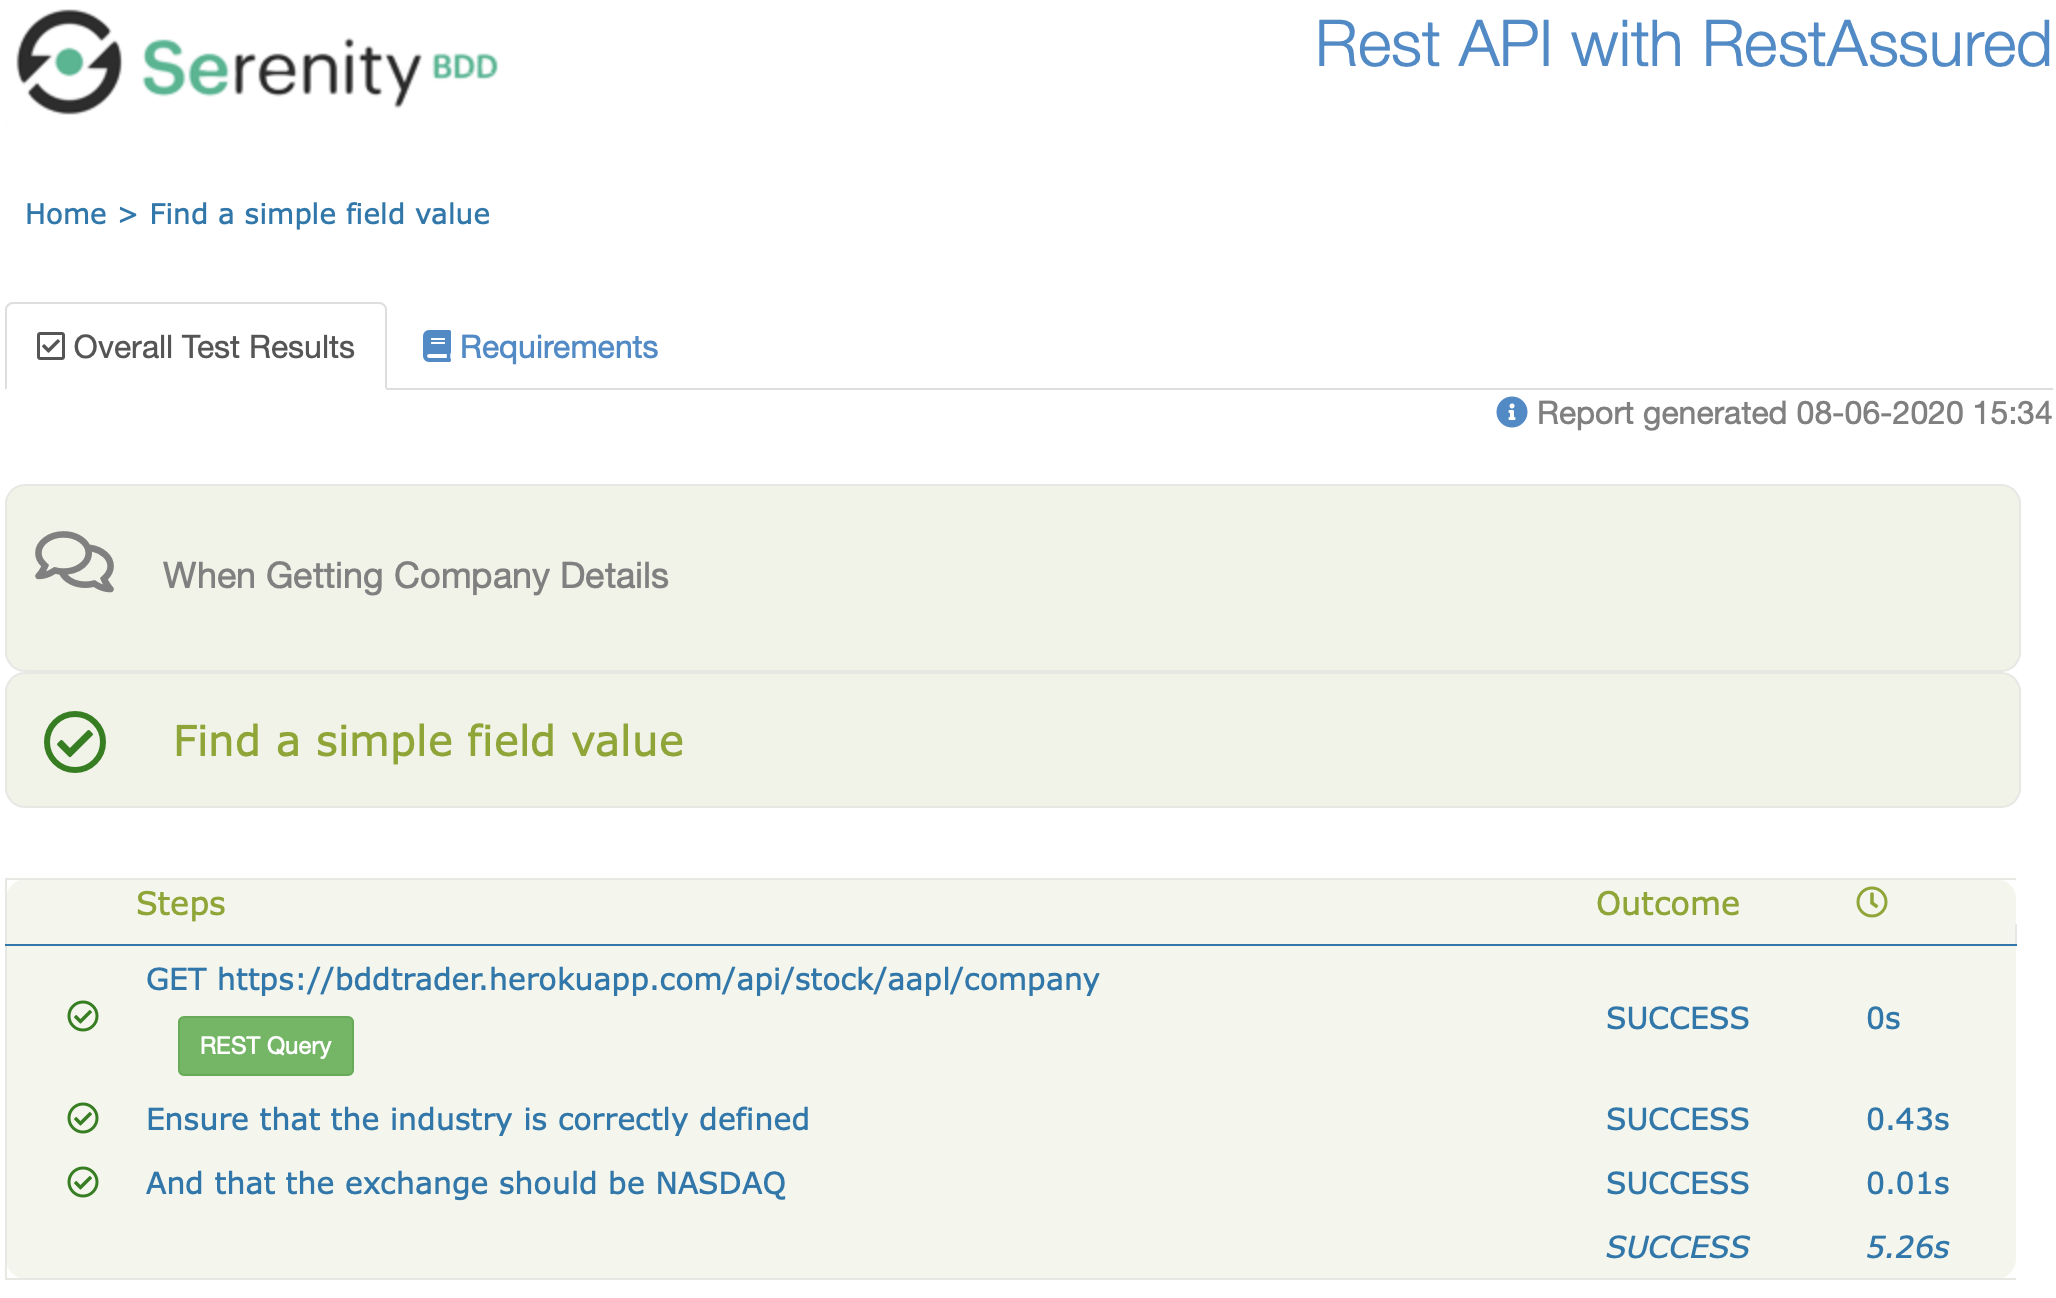 Serenity BDD
Rest API with RestAssured
Home > Find a simple field value
Overall Test Results
Requirements
Report generated 08-06-2020 15:34
When Getting Company Details
Find a simple field value
Steps Outcome
GET https://bddtrader.herokuapp.com/api/stock/aapl/company
REST Query
SUCCESS 0s
Ensure that the industry is correctly defined SUCCESS 0.43s
And that the exchange should be NASDAQ SUCCESS 0.01s
SUCCESS 5.26s